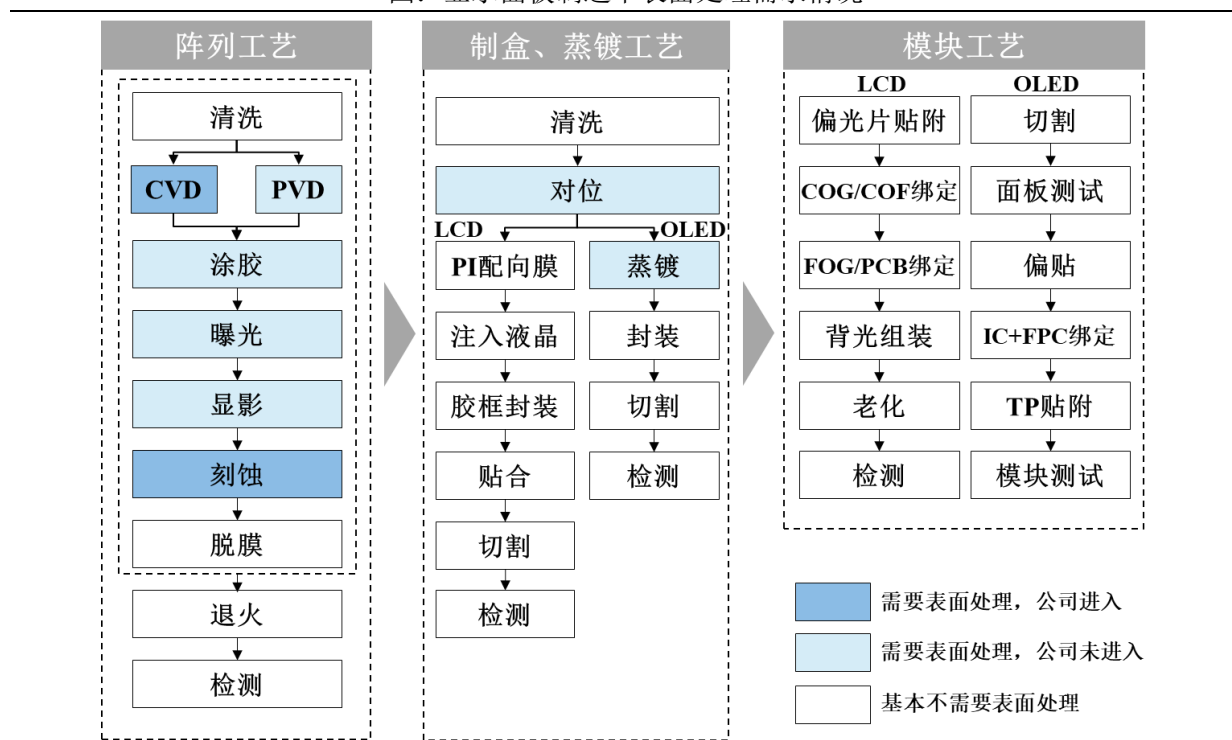 阵列工艺
清洗
CVD
PVD
涂胶
曝光
显影
刻蚀
脱膜
退火
检测
制盒、蒸镀工艺
清洗
对位
LCD
OLED
PI配向膜
注入液晶
胶框封装
贴合
切割
检测
蒸镀
封装
切割
检测
模块工艺
LCD
偏光片贴附
COG/COF绑定
FOG/PCB绑定
背光组装
老化
检测
OLED
切割
面板测试
偏贴
IC+FPC绑定
TP贴附
模块测试
需要表面处理，公司进入
需要表面处理，公司未进入
基本不需要表面处理